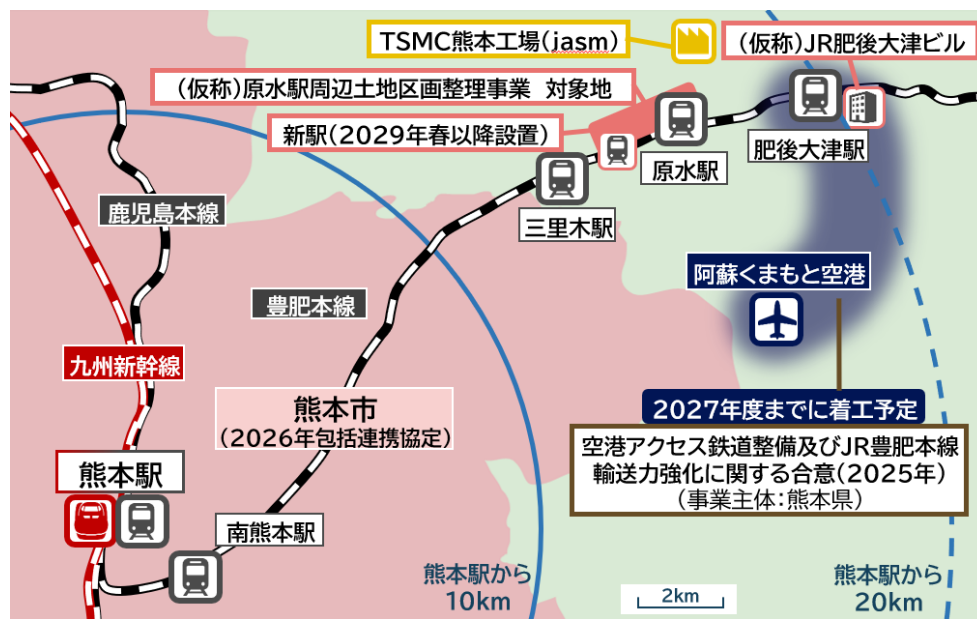 TSMC熊本工場(jasm)
(仮称)JR肥後大津ビル
(仮称)原水駅周辺土地区画整理事業 対象地
新駅(2029年春以降設置)
原水駅
肥後大津駅
三里木駅
鹿児島本線
阿蘇くまもと空港
豊肥本線
九州新幹線
熊本市
(2026年包括連携協定)
2027年度までに着工予定
空港アクセス鉄道整備及びJR豊肥本線
輸送力強化に関する合意(2025年)
(事業主体:熊本県)
熊本駅
南熊本駅
熊本駅から
10km
2km
熊本駅から
20km